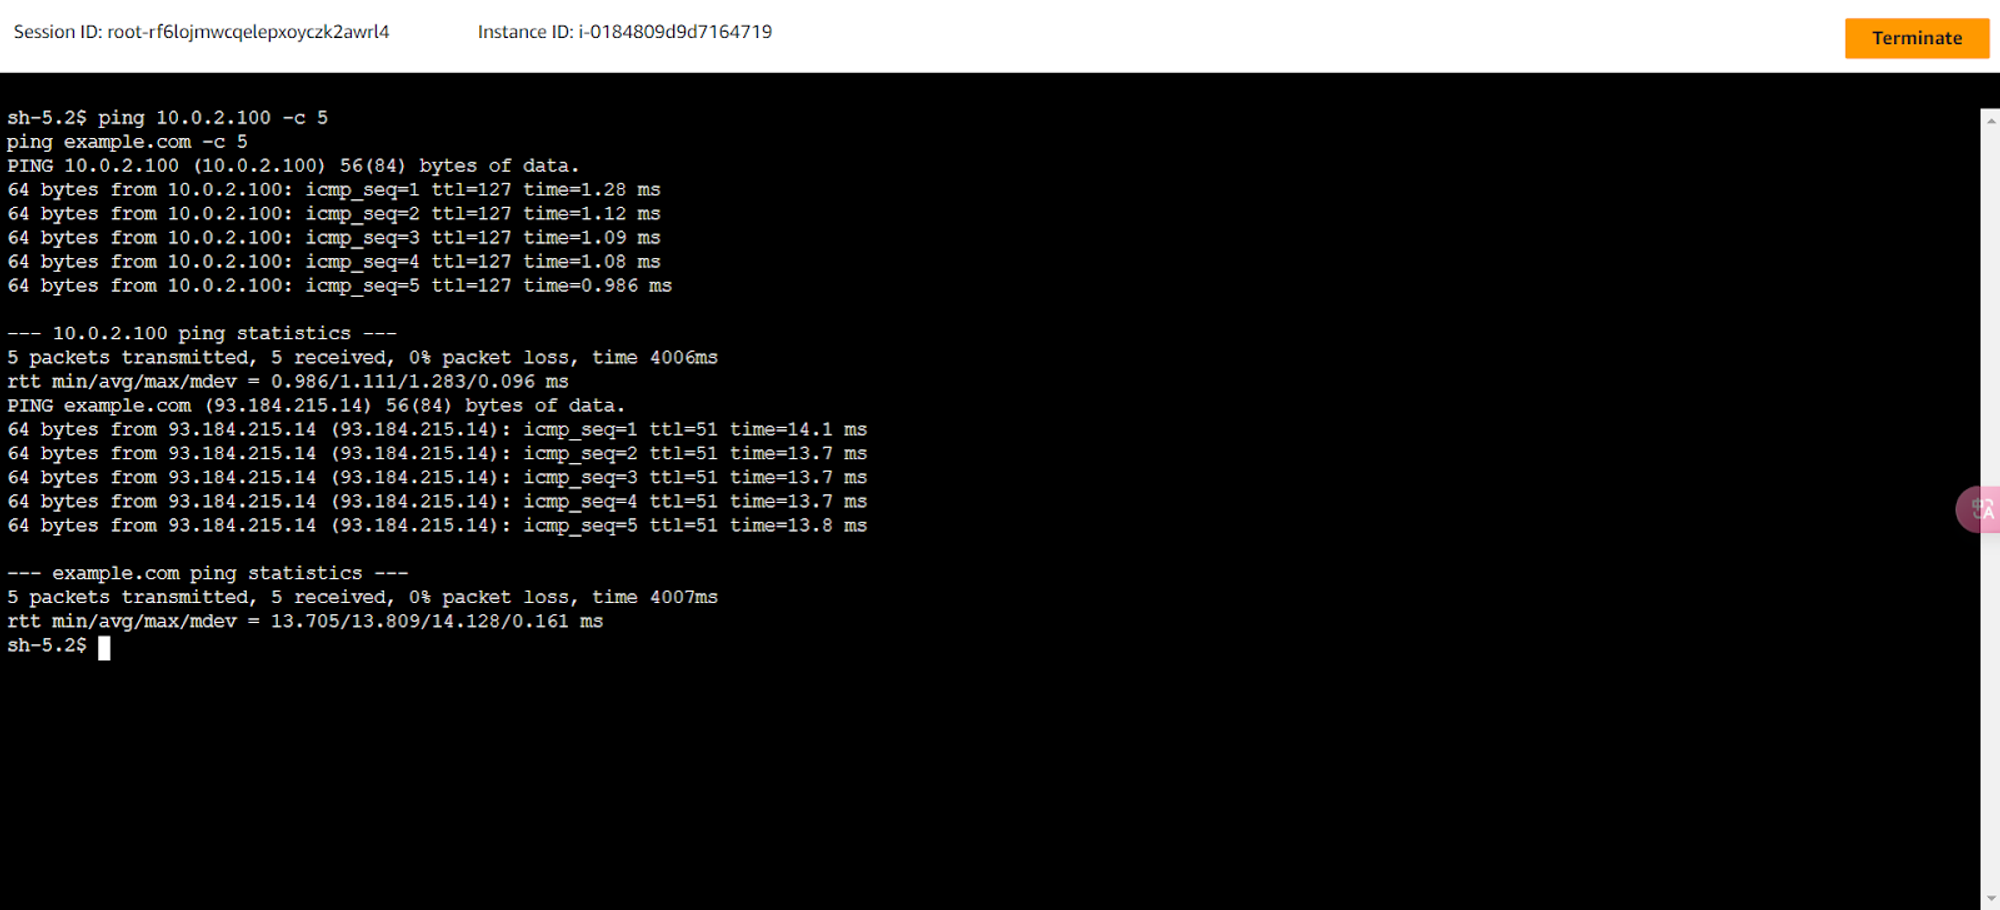 Session ID: root-rf6lojmwcqelepxoyczk2awrl4 Instance ID: i-0184809d9d7164719 Terminate
sh-5.2$ ping 10.0.2.100 -c 5
ping example.com -c 5
PING 10.0.2.100 (10.0.2.100) 56(84) bytes of data.
64 bytes from 10.0.2.100: icmp_seq=1 ttl=127 time=1.28 ms
64 bytes from 10.0.2.100: icmp_seq=2 ttl=127 time=1.12 ms
64 bytes from 10.0.2.100: icmp_seq=3 ttl=127 time=1.09 ms
64 bytes from 10.0.2.100: icmp_seq=4 ttl=127 time=1.08 ms
64 bytes from 10.0.2.100: icmp_seq=5 ttl=127 time=0.986 ms
--- 10.0.2.100 ping statistics ---
5 packets transmitted, 5 received, 0% packet loss, time 4006ms
rtt min/avg/max/mdev = 0.986/1.111/1.283/0.096 ms
PING example.com (93.184.215.14) 56(84) bytes of data.
64 bytes from 93.184.215.14 (93.184.215.14): icmp_seq=1 ttl=51 time=14.1 ms
64 bytes from 93.184.215.14 (93.184.215.14): icmp_seq=2 ttl=51 time=13.7 ms
64 bytes from 93.184.215.14 (93.184.215.14): icmp_seq=3 ttl=51 time=13.7 ms
64 bytes from 93.184.215.14 (93.184.215.14): icmp_seq=4 ttl=51 time=13.7 ms
64 bytes from 93.184.215.14 (93.184.215.14): icmp_seq=5 ttl=51 time=13.8 ms
--- example.com ping statistics ---
5 packets transmitted, 5 received, 0% packet loss, time 4007ms
rtt min/avg/max/mdev = 13.705/13.809/14.128/0.161 ms
sh-5.2$